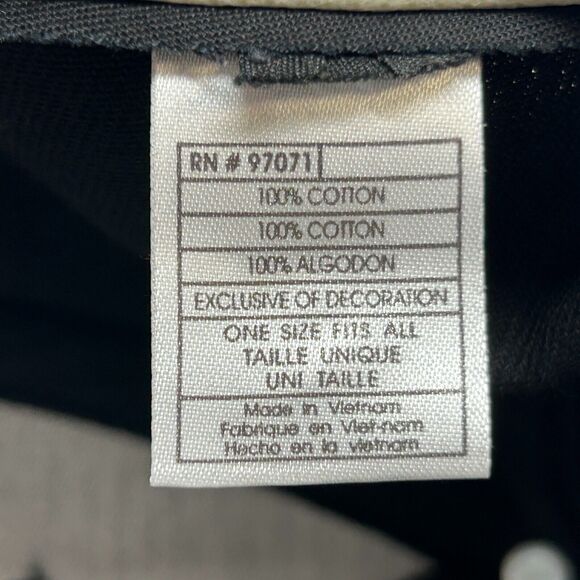 RN # 97071
100% COTTON
100% COTTON
100% ALGODON
EXCLUSIVE OF DECORATION
ONE SIZE FITS ALL
TAILLE UNIQUE
UNI TAILLE
Made in Vietnam
Fabrique en Viet-nam
Hecho en la vietnam